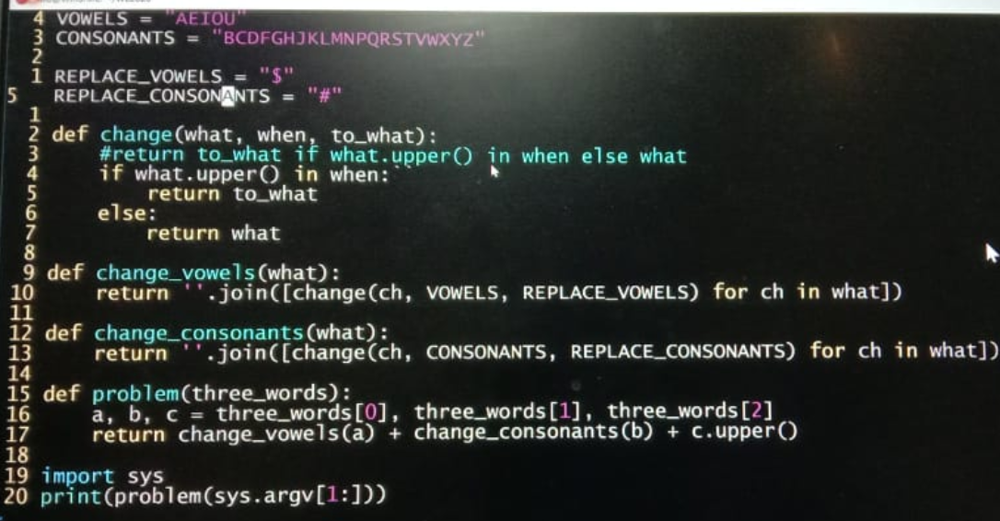 4 VOWELS = "AEIOU"
3 CONSONANTS = "BCDFGHJKLMNPQRSTVWXYZ"
2
1 REPLACE_VOWELS = "$"
5 REPLACE_CONSONANTS = "#"
1
2 def change(what, when, to_what):
3 #return to_what if what.upper() in when else what
4 if what.upper() in when:
5 return to_what
6 else:
7 return what
8
9 def change_vowels(what):
10 return ''.join([change(ch, VOWELS, REPLACE_VOWELS) for ch in what])
11
12 def change_consonants(what):
13 return ''.join([change(ch, CONSONANTS, REPLACE_CONSONANTS) for ch in what])
14
15 def problem(three_words):
16 a, b, c = three_words[0], three_words[1], three_words[2]
17 return change_vowels(a) + change_consonants(b) + c.upper()
18
19 import sys
20 print(problem(sys.argv[1:]))